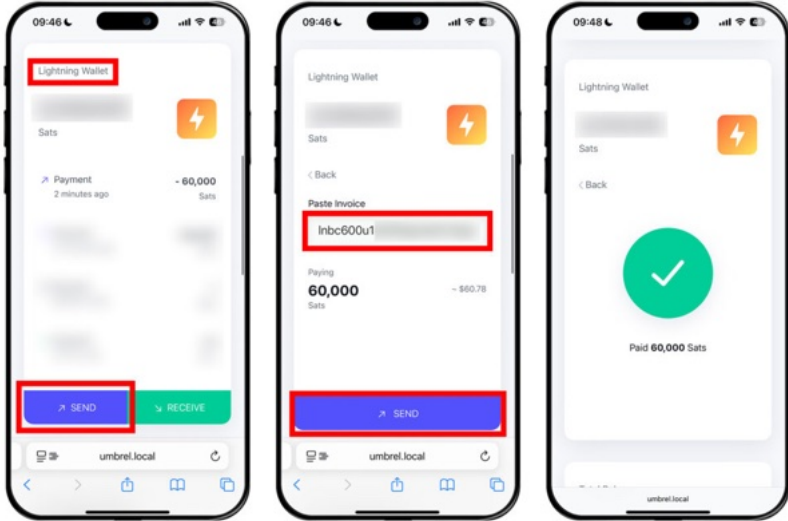 09:46
Lightning Wallet
Sats
Payment
- 60,000
2 minutes ago
Sats
SEND
RECEIVE
umbrel.local
09:46
Lightning Wallet
Sats
< Back
Paste Invoice
lnbc600u1
Paying
60,000
~ $60.78
Sats
SEND
umbrel.local
09:48
Lightning Wallet
Sats
< Back
Paid 60,000 Sats
umbrel.local